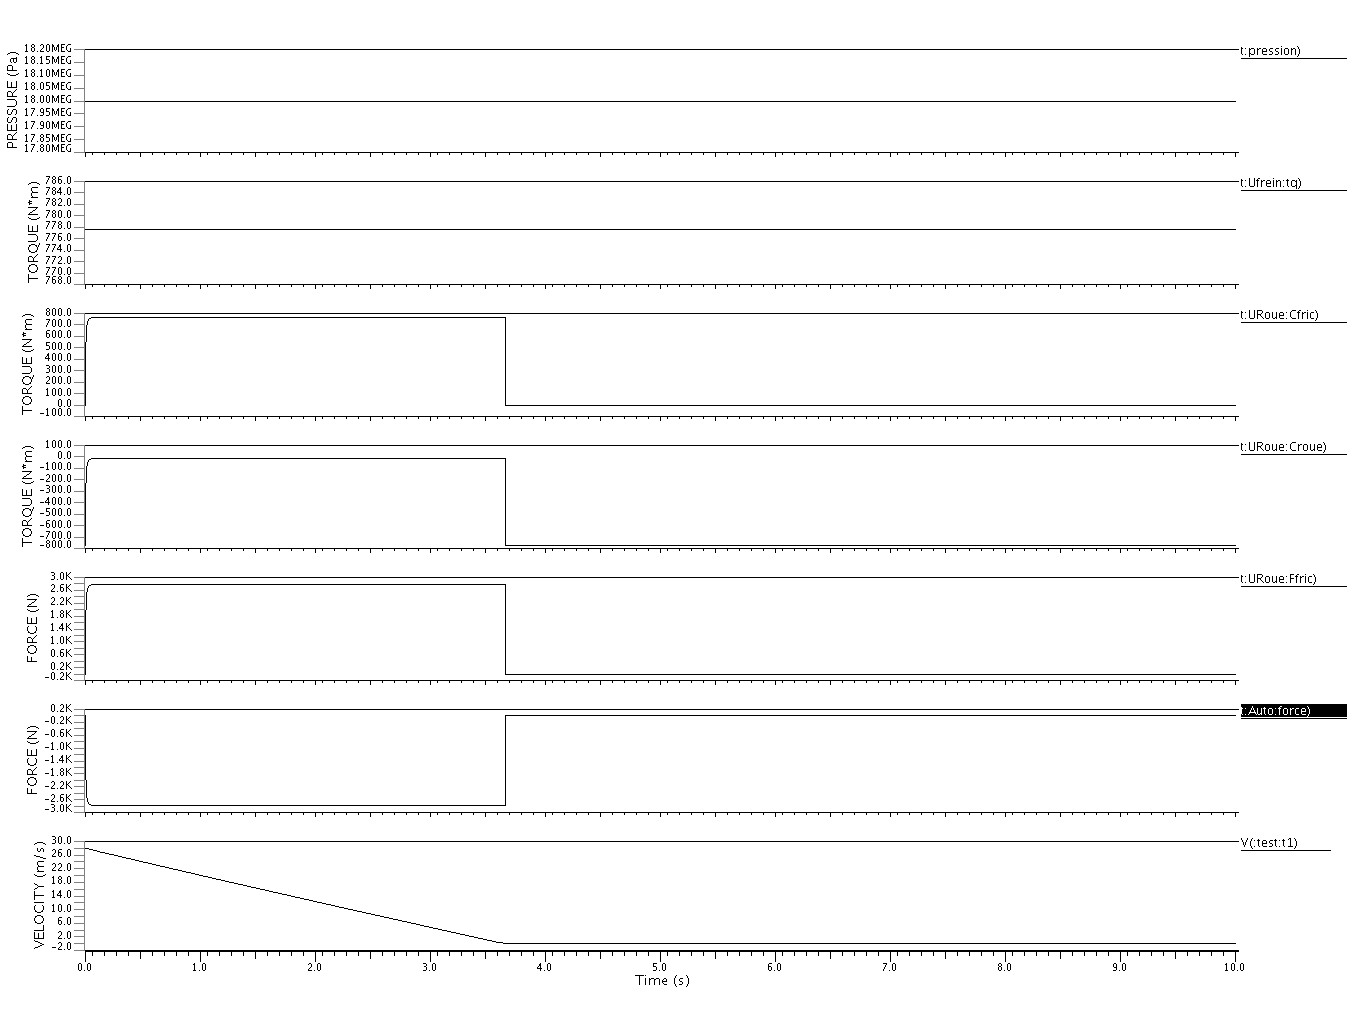 PRESSURE (Pa)
18.20MEG
18.15MEG
18.10MEG
18.05MEG
18.00MEG
17.95MEG
17.90MEG
17.85MEG
17.80MEG
t:pression)
TORQUE (N*m)
786.0
784.0
782.0
780.0
778.0
776.0
774.0
772.0
770.0
768.0
t:Ufrein:tq)
TORQUE (N*m)
800.0
700.0
600.0
500.0
400.0
300.0
200.0
100.0
0.0
-100.0
t:URoue:Cfric)
TORQUE (N*m)
100.0
0.0
-100.0
-200.0
-300.0
-400.0
-500.0
-600.0
-700.0
-800.0
t:URoue:Croue)
FORCE (N)
3.0K
2.6K
2.2K
1.8K
1.4K
1.0K
0.6K
0.2K
-0.2K
t:URoue:Ffric)
FORCE (N)
0.2K
-0.2K
-0.6K
-1.0K
-1.4K
-1.8K
-2.2K
-2.6K
-3.0K
t:Auto:force)
VELOCITY (m/s)
30.0
26.0
22.0
18.0
14.0
10.0
6.0
2.0
-2.0
V(:test:t1)
0.0 1.0 2.0 3.0 4.0 5.0 6.0 7.0 8.0 9.0 10.0
Time (s)